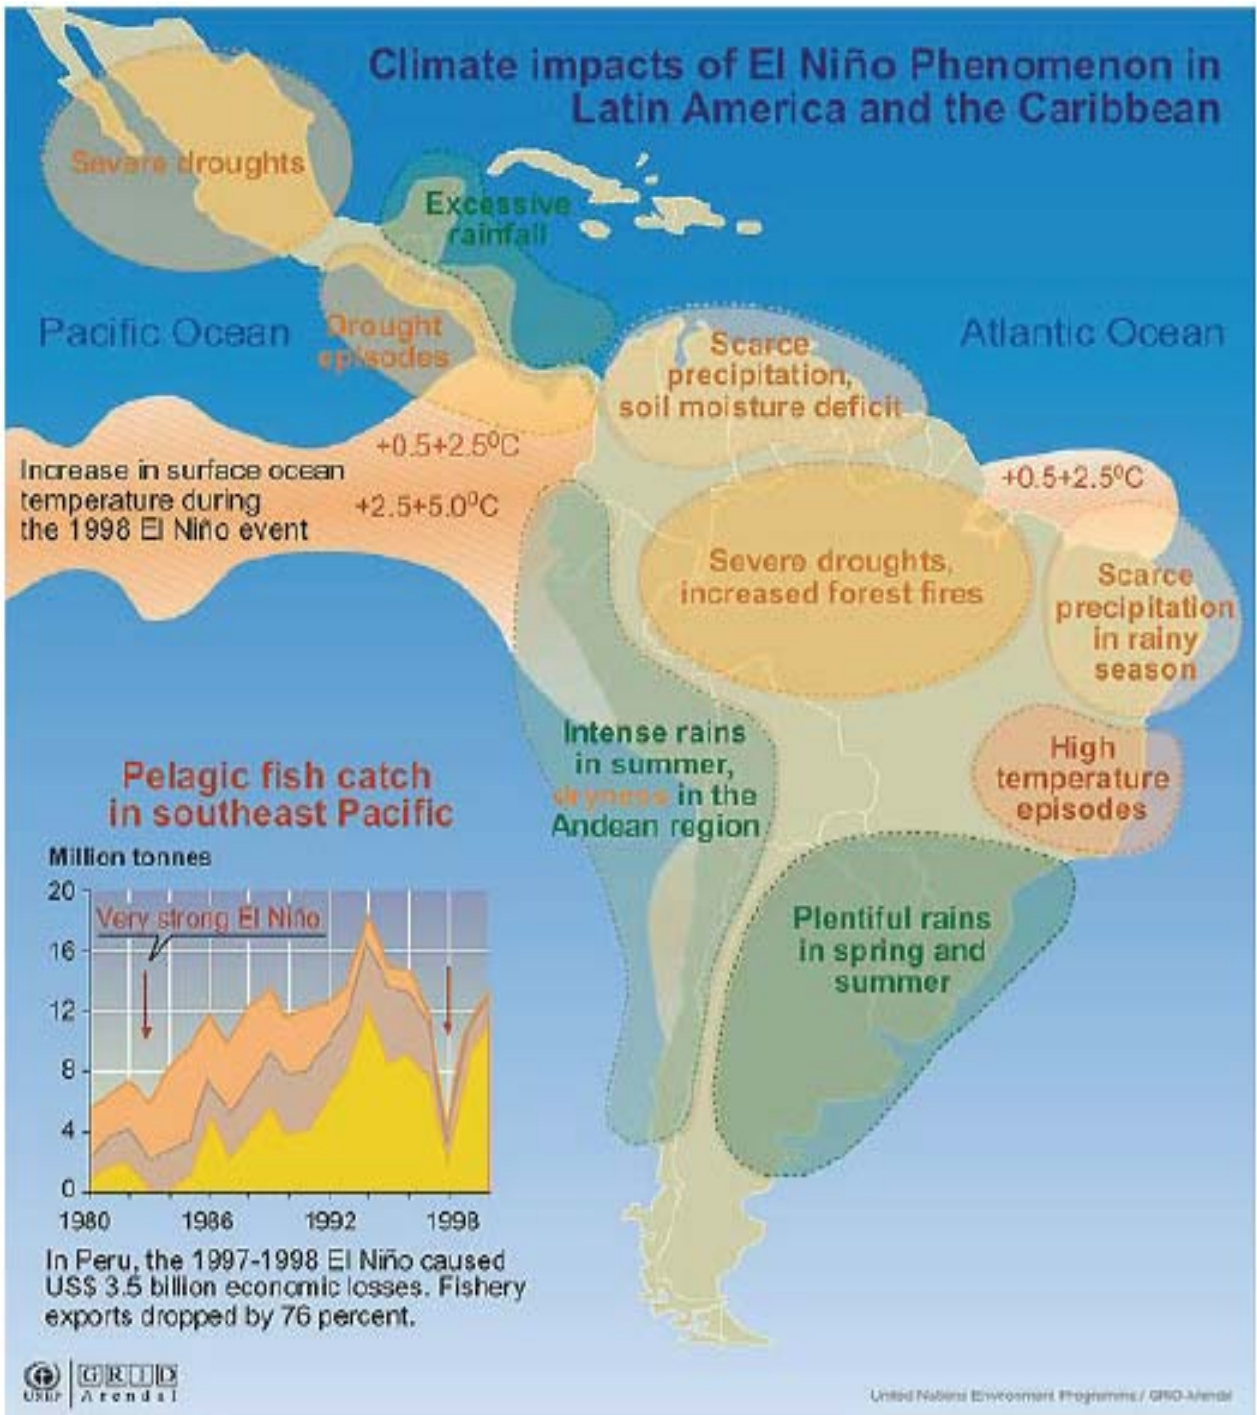 Climate impacts of El Niño Phenomenon in
Latin America and the Caribbean
Severe droughts
Excessive
rainfall
Pacific Ocean
Drought
episodes
Atlantic Ocean
Scarce
precipitation,
soil moisture deficit
+0.5+2.5⁰C
+2.5+5.0⁰C
Increase in surface ocean
temperature during
the 1998 El Niño event
+0.5+2.5⁰C
Severe droughts,
increased forest fires
Scarce
precipitation
in rainy
season
Intense rains
in summer,
dryness in the
Andean region
High
temperature
episodes
Plentiful rains
in spring and
summer
Pelagic fish catch
in southeast Pacific
Million tonnes
20
16
12
8
4
0
Very strong El Niño
1980 1986 1992 1998
In Peru, the 1997-1998 El Niño caused
US$ 3.5 billion economic losses. Fishery
exports dropped by 76 percent.
UNEP
GRID
Arendal
United Nations Environment Programme / GRID-Arendal